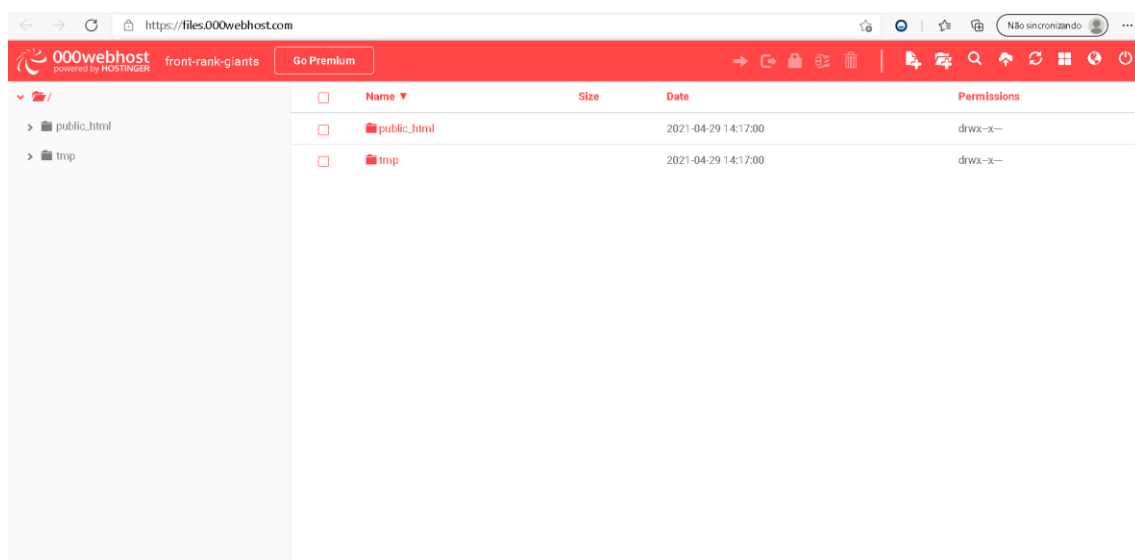 https://files.000webhost.com Não sincronizando
000webhost front-rank-giants Go Premium
powered by HOSTINGER
/ Name ▼ Size Date Permissions
public_html public_html 2021-04-29 14:17:00 drwx--x---
tmp tmp 2021-04-29 14:17:00 drwx--x---